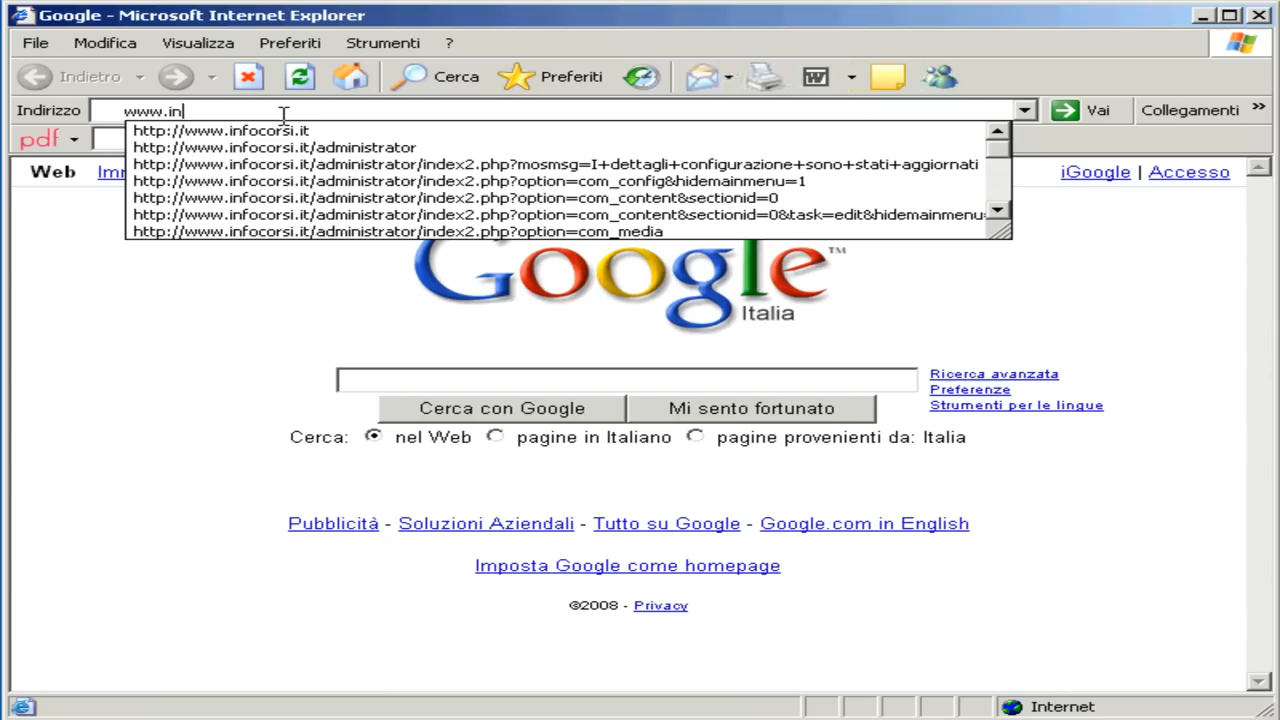 Google - Microsoft Internet Explorer
File Modifica Visualizza Preferiti Strumenti ?
Indietro Cerca Preferiti
Indirizzo www.in Vai Collegamenti »
pdf
http://www.infocorsi.it
http://www.infocorsi.it/administrator
http://www.infocorsi.it/administrator/index2.php?mosmsg=I+dettagli+configurazione+sono+stati+aggiornati
http://www.infocorsi.it/administrator/index2.php?option=com_config&hidemainmenu=1
http://www.infocorsi.it/administrator/index2.php?option=com_content&sectionid=0
http://www.infocorsi.it/administrator/index2.php?option=com_content&sectionid=0&task=edit&hidemainmenu=
http://www.infocorsi.it/administrator/index2.php?option=com_media
Web iGoogle | Accesso
Google™
Italia
Ricerca avanzata
Preferenze
Strumenti per le lingue
Cerca con Google Mi sento fortunato
Cerca: nel Web pagine in Italiano pagine provenienti da: Italia
Pubblicità - Soluzioni Aziendali - Tutto su Google - Google.com in English
Imposta Google come homepage
©2008 - Privacy
Internet